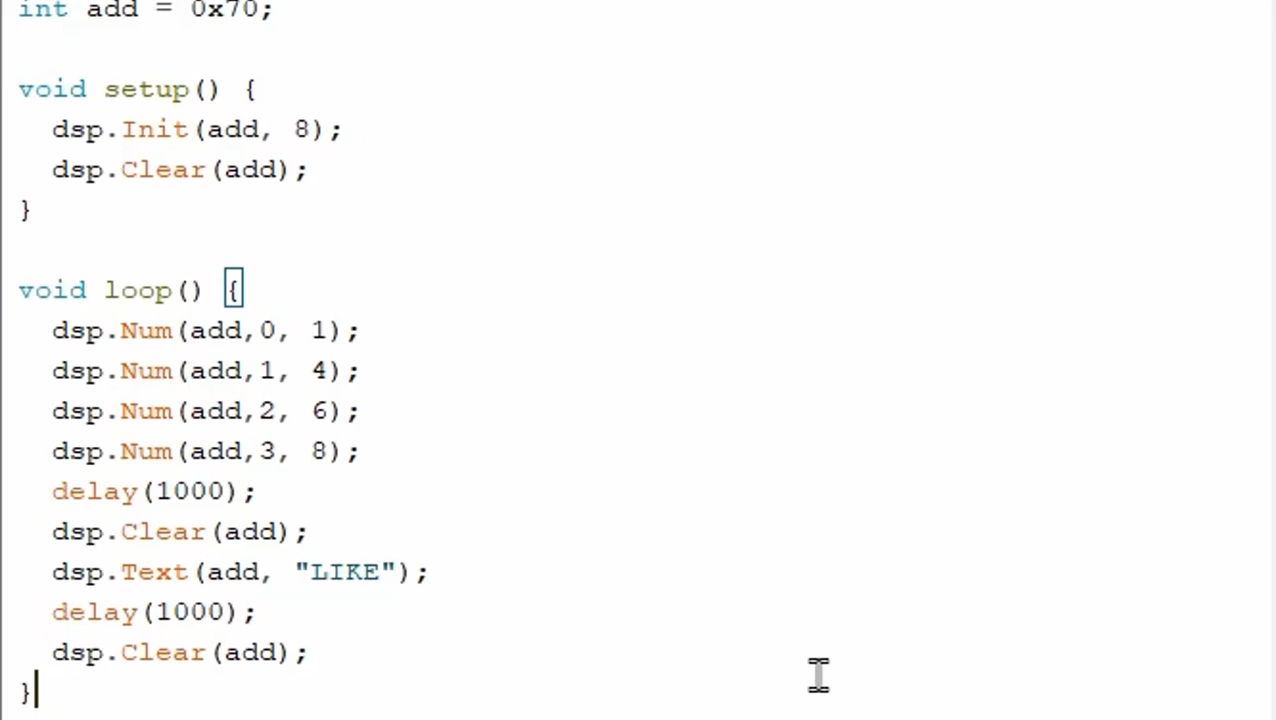 int add = 0x70;
void setup() {
  dsp.Init(add, 8);
  dsp.Clear(add);
}
void loop() {
  dsp.Num(add,0, 1);
  dsp.Num(add,1, 4);
  dsp.Num(add,2, 6);
  dsp.Num(add,3, 8);
  delay(1000);
  dsp.Clear(add);
  dsp.Text(add, "LIKE");
  delay(1000);
  dsp.Clear(add);
}